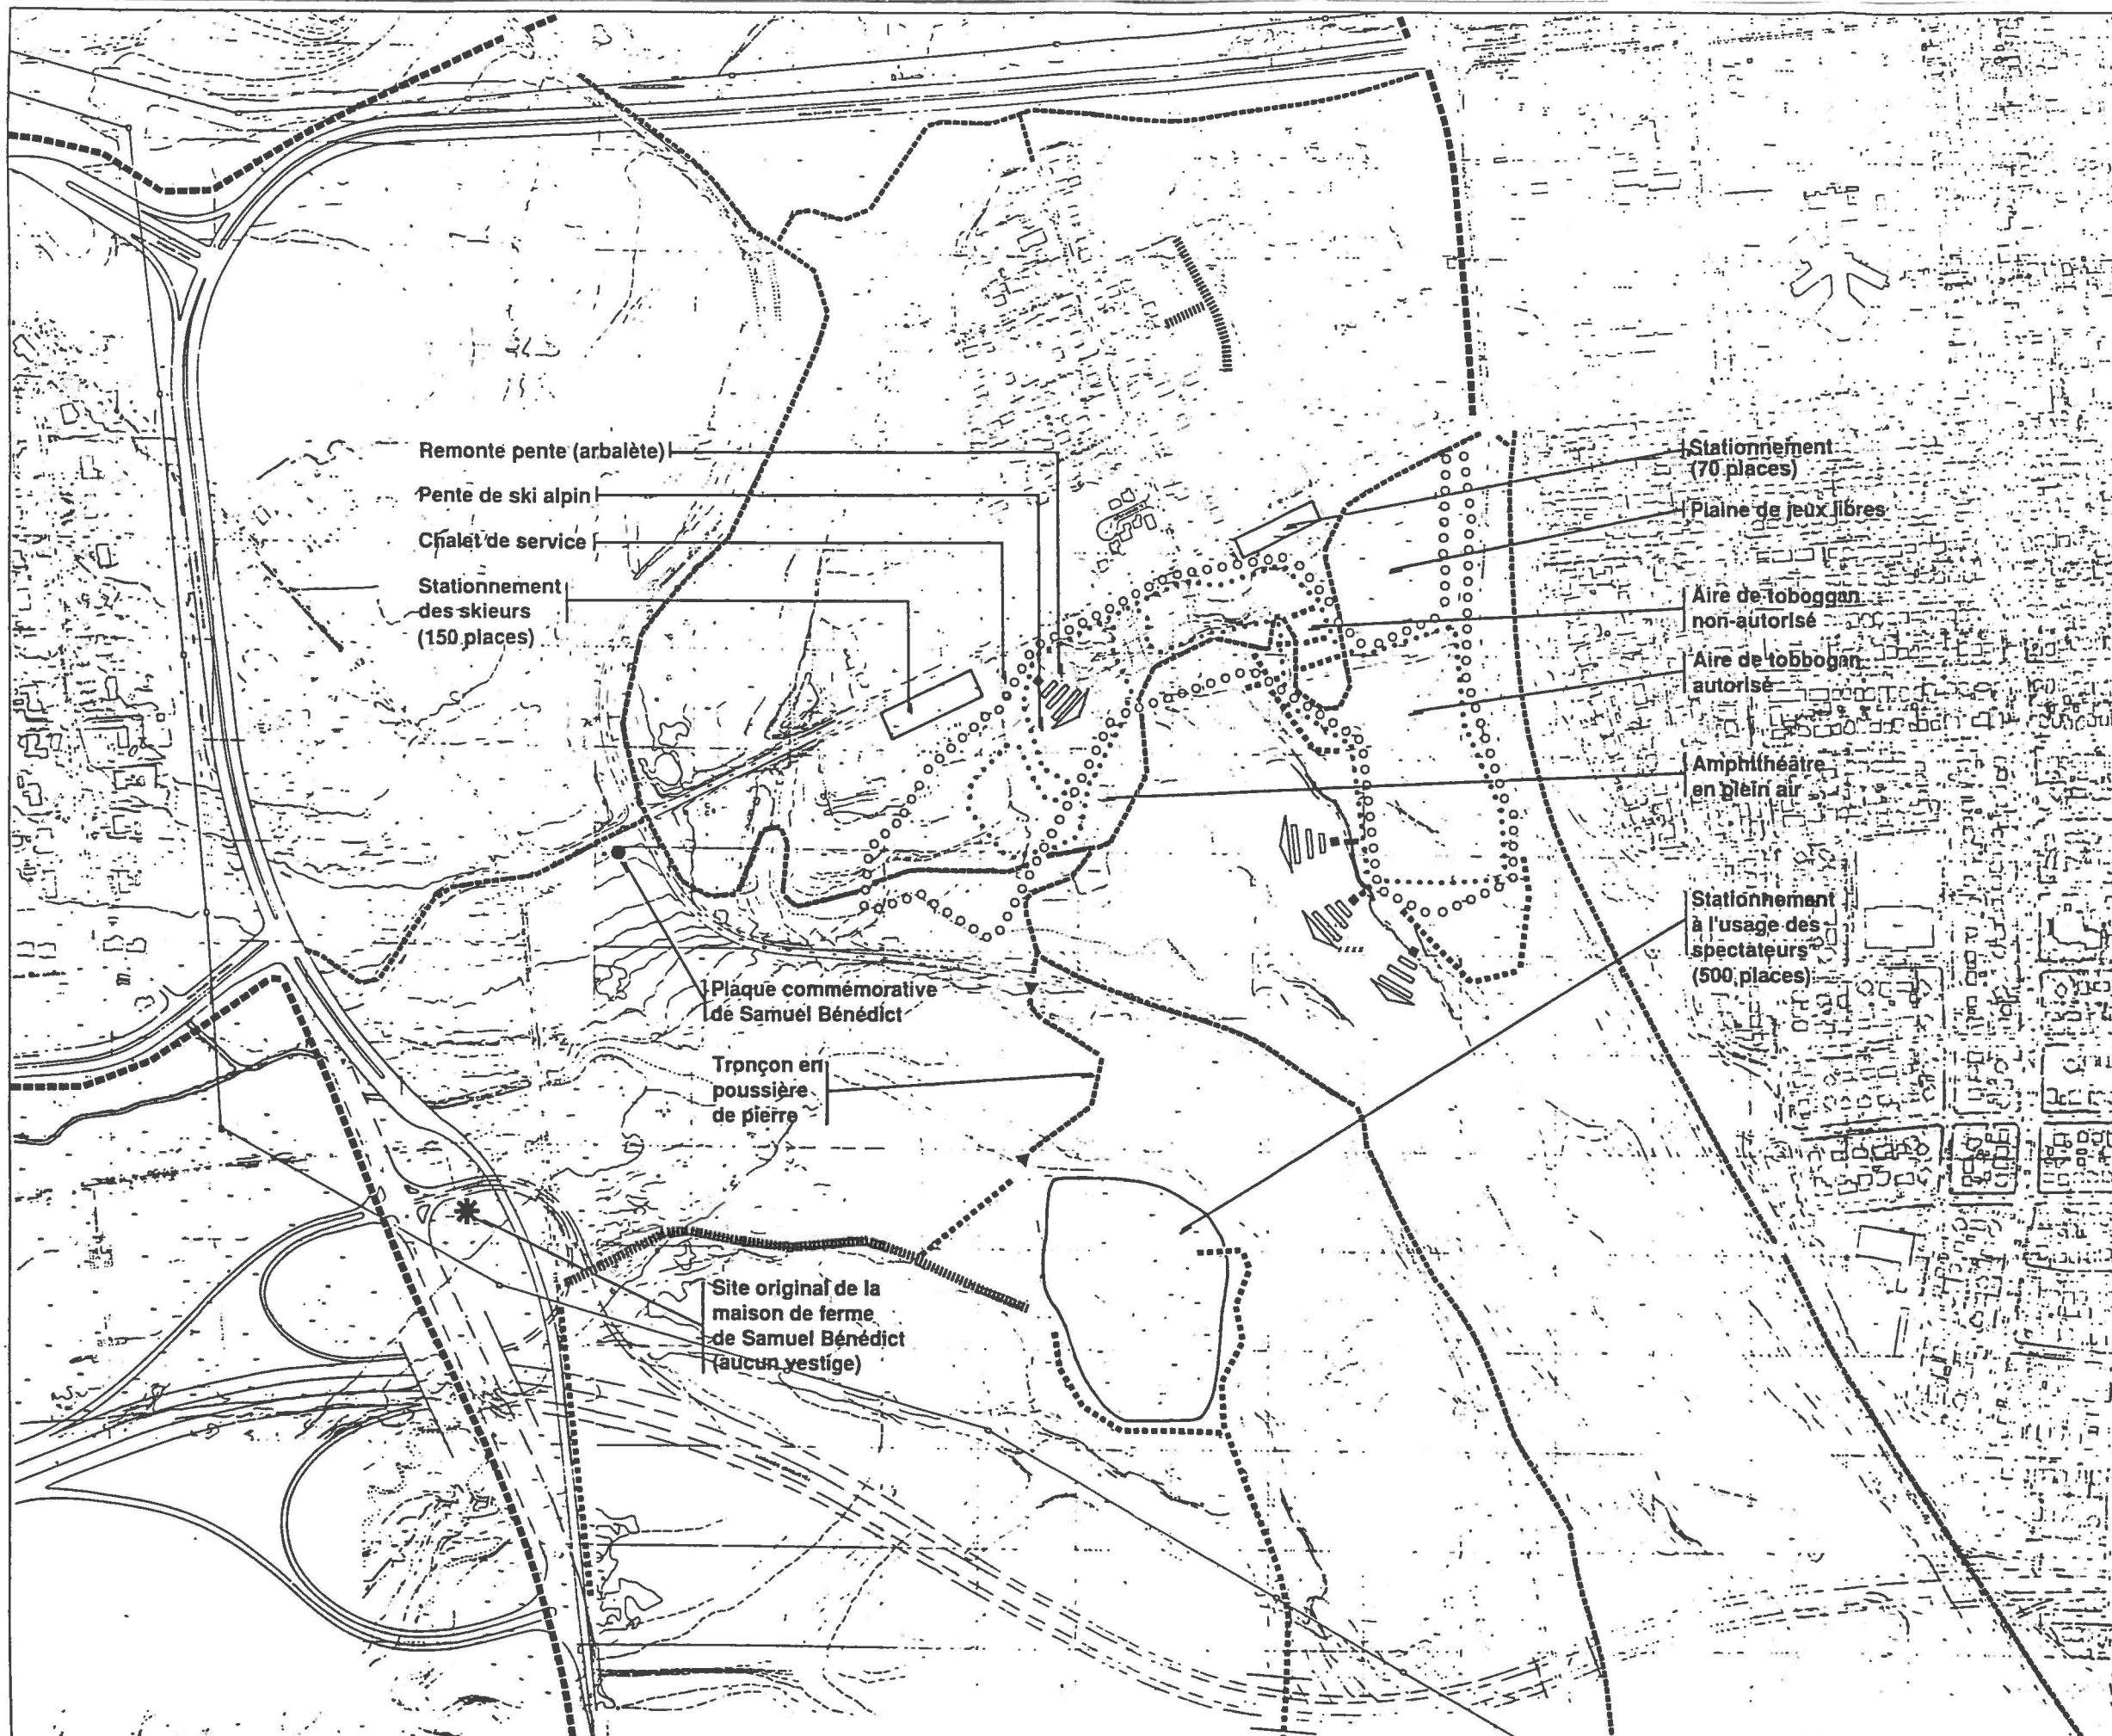 Remonte pente (arbalète)
Pente de ski alpin
Chalet de service
Stationnement
des skieurs
(150 places)
Stationnement
(70 places)
Plaine de jeux libres
Aire de toboggan
non-autorisé
Aire de tobbogan
autorisé
Amphithéâtre
en plein air
Stationnement
à l'usage des
spectateurs
(500 places)
Plaque commémorative
de Samuel Bénédict
Tronçon en
poussière
de pierre
Site original de la
maison de ferme
de Samuel Bénédict
(aucun vestige)